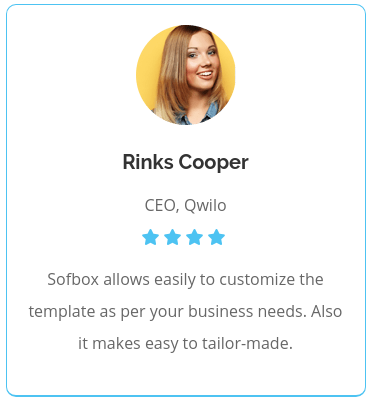 Rinks Cooper
CEO, Qwilo
Sofbox allows easily to customize the
template as per your business needs. Also
it makes easy to tailor-made.